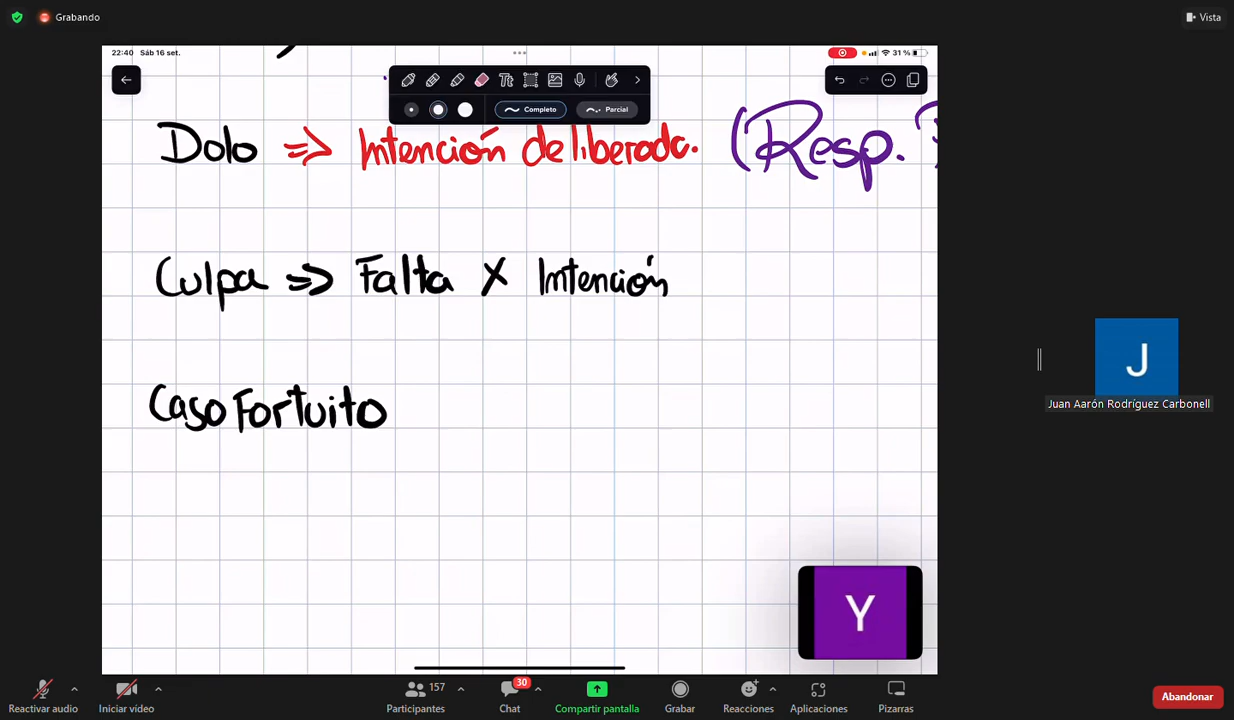 Grabando
Vista
22:40 Sáb 16 set.
31 %
Tt
Completo
Parcial
Dolo => Intención deliberada. (Resp.
Culpa => Falta X Intención
Caso Fortuito
J
Juan Aarón Rodríguez Carbonell
Y
157
30
Reactivar audio
Iniciar vídeo
Participantes
Chat
Compartir pantalla
Grabar
Reacciones
Aplicaciones
Pizarras
Abandonar